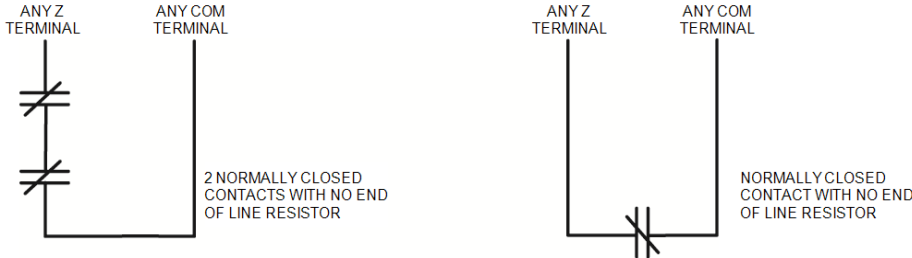 ANY Z
TERMINAL
ANY COM
TERMINAL
2 NORMALLY CLOSED
CONTACTS WITH NO END
OF LINE RESISTOR
ANY Z
TERMINAL
ANY COM
TERMINAL
NORMALLY CLOSED
CONTACT WITH NO END
OF LINE RESISTOR